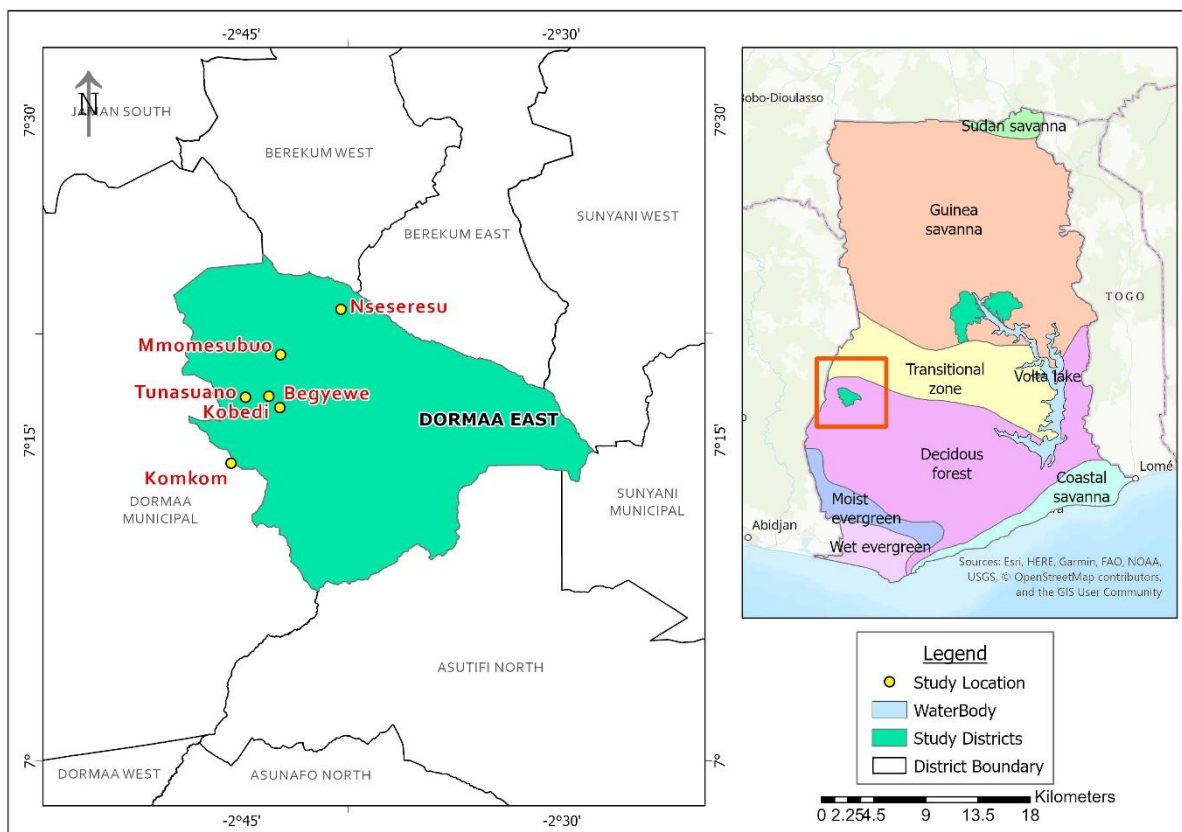 -2°45'
-2°30'
N
7°30'
7°30'
JAMAN SOUTH
BEREKUM WEST
SUNYANI WEST
BEREKUM EAST
Nseseresu
Mmomesubuo
Tunasuano
Begyewe
Kobedi
DORMAA EAST
7°15'
7°15'
Komkom
DORMAA
MUNICIPAL
SUNYANI
MUNICIPAL
ASUTIFI NORTH
7°
7°
DORMAA WEST
ASUNAFO NORTH
-2°45'
-2°30'
Bobo-Dioulasso
Sudan savanna
Guinea
savanna
TOGO
Transitional
zone
Volta lake
Decidous
forest
Coastal
savanna
Lomé
Moist
evergreen
Abidjan
Wet evergreen
Sources: Esri, HERE, Garmin, FAO, NOAA,
USGS, © OpenStreetMap contributors,
and the GIS User Community
Legend
Study Location
WaterBody
Study Districts
District Boundary
Kilometers
0 2.25 4.5 9 13.5 18